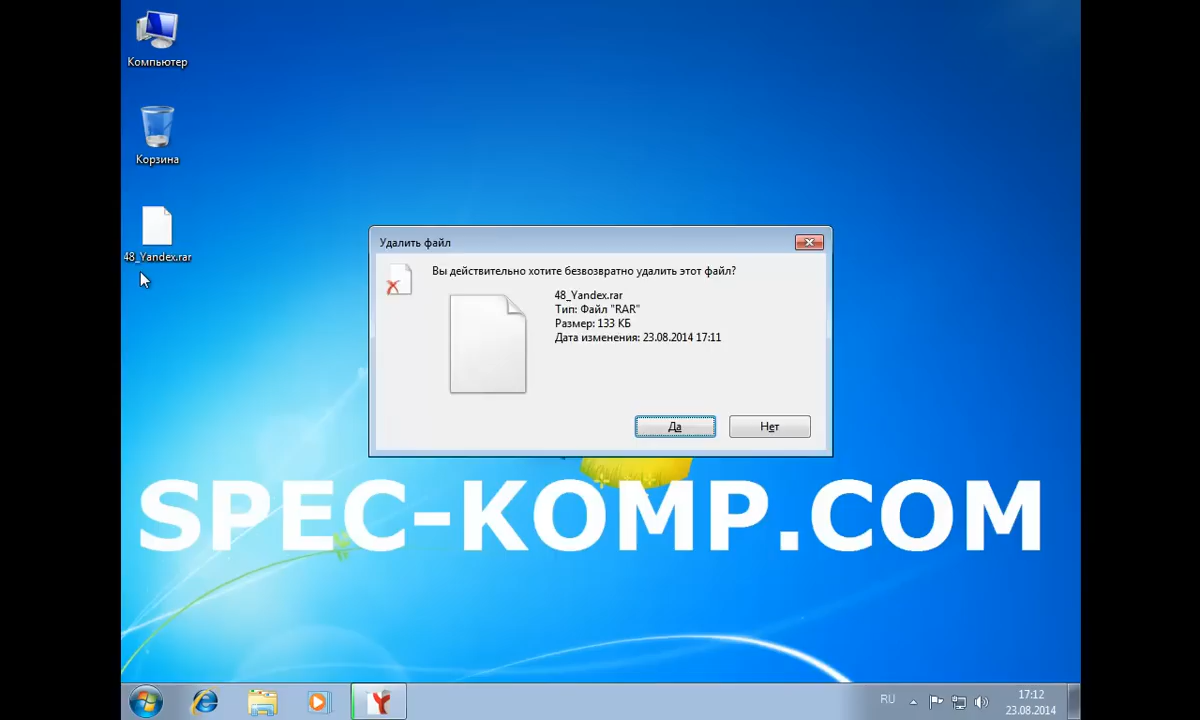 Компьютер
Корзина
48_Yandex.rar
Удалить файл
Вы действительно хотите безвозвратно удалить этот файл?
48_Yandex.rar
Тип: Файл "RAR"
Размер: 133 КБ
Дата изменения: 23.08.2014 17:11
Да
Нет
SPEC-KOMP.COM
RU
17:12
23.08.2014